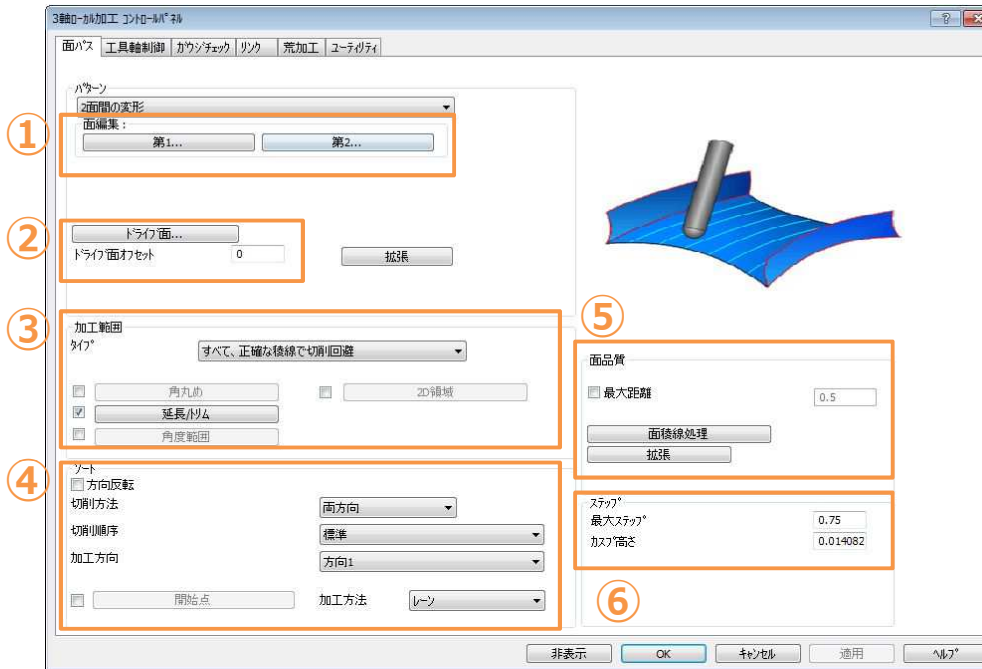 3軸ローカル加工 コントロールパネル
面パス 工具軸制御 ガウジチェック リンク 荒加工 ユーティリティ
パターン
2面間の変形
①
面編集：
第1... 第2...
②
ドライブ面...
ドライブ面オフセット 0 拡張
③
加工範囲
タイプ すべて、正確な稜線で切削回避
角丸め 2D領域
延長/トリム
角度範囲
④
ソート
方向反転
切削方法 両方向
切削順序 標準
加工方向 方向1
開始点 加工方法 レーン
⑤
面品質
最大距離 0.5
面稜線処理
拡張
ステップ
最大ステップ 0.75
カスプ高さ 0.014082
⑥
非表示 OK キャンセル 適用 ヘルプ